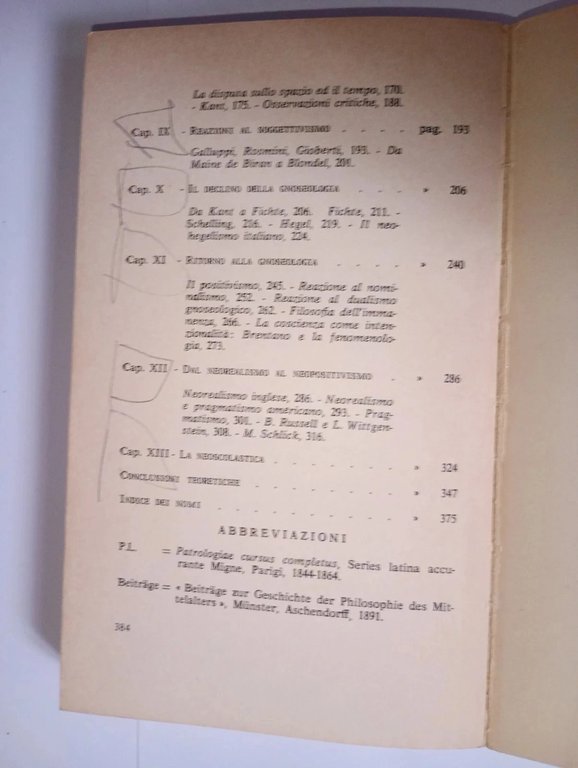 La disputa sullo spazio ed il tempo, 170.
- Kant, 175. - Osservazioni critiche, 188.
Cap. IX - REAZIONI AL SOGGETTIVISMO . . . . pag. 193
Galluppi, Rosmini, Gioberti, 193. - Da
Maine de Biran a Blondel, 201.
Cap. X - IL DECLINO DELLA GNOSEOLOGIA . . . » 206
Da Kant a Fichte, 206. Fichte, 211. -
Schelling, 216. - Hegel, 219. - Il neo-
hegelismo italiano, 224.
Cap. XI - RITORNO ALLA GNOSEOLOGIA . . . . » 240
Il positivismo, 245. - Reazione al nomi-
nalismo, 252. - Reazione al dualismo
gnoseologico, 262. - Filosofia dell'imma-
nenza, 266. - La coscienza come inten-
zionalità: Brentano e la fenomenolo-
gia, 273.
Cap. XII - DAL NEOREALISMO AL NEOPOSITIVISMO . » 286
Neorealismo inglese, 286. - Neorealismo
e pragmatismo americano, 293. - Prag-
matismo, 301. - B. Russell e L. Wittgen-
stein, 308. - M. Schlick, 316.
Cap. XIII - LA NEOSCOLASTICA . . . . . . . » 324
CONCLUSIONI TEORETICHE . . . . . . . . » 347
INDICE DEI NOMI . . . . . . . . . » 375
ABBREVIAZIONI
P.L. = Patrologiae cursus completus, Series latina accu-
rante Migne, Parigi, 1844-1864.
Beiträge = « Beiträge zur Geschichte der Philosophie des Mit-
telalters », Münster, Aschendorff, 1891.
384